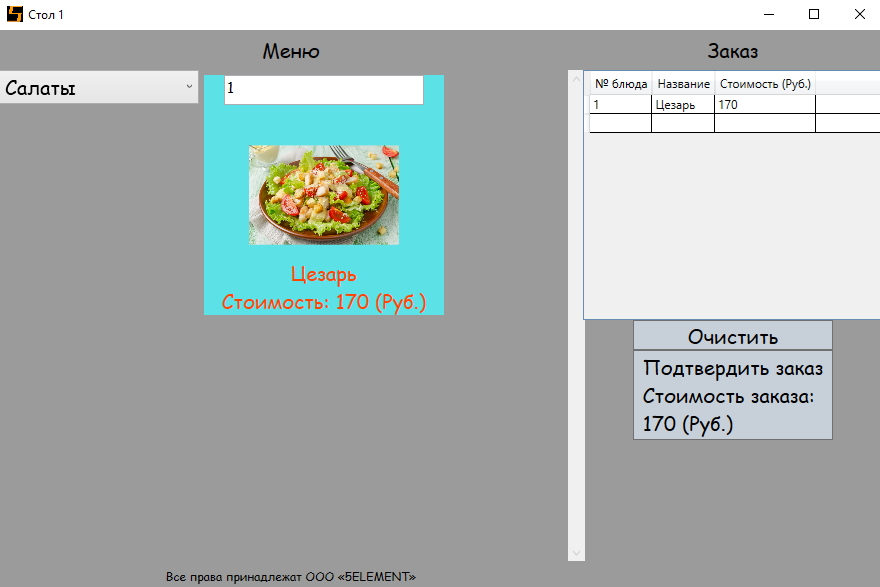 Стол 1
Меню
Заказ
Салаты
1
Цезарь
Стоимость: 170 (Руб.)
№ блюда Название Стоимость (Руб.)
1 Цезарь 170
Очистить
Подтвердить заказ
Стоимость заказа:
170 (Руб.)
Все права принадлежат ООО «5ELEMENT»